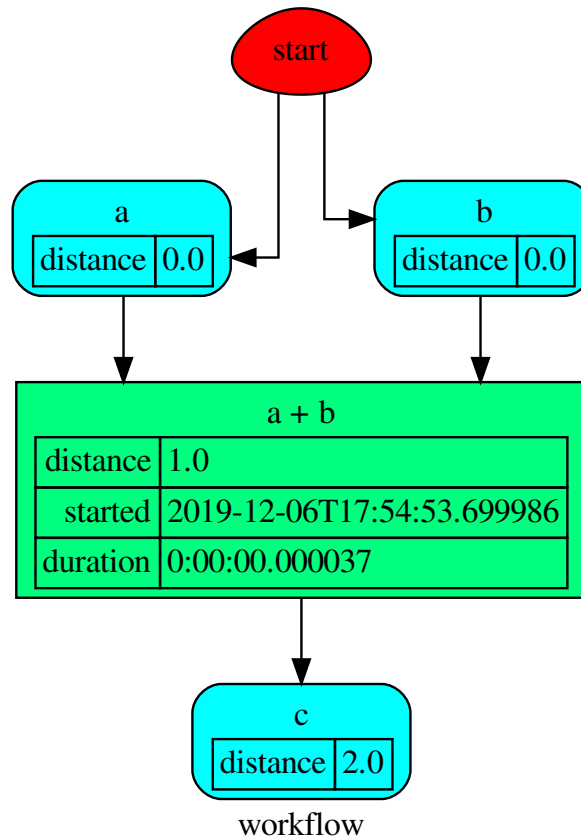 start
a
distance 0.0
b
distance 0.0
a + b
distance 1.0
started 2019-12-06T17:54:53.699986
duration 0:00:00.000037
c
distance 2.0
workflow